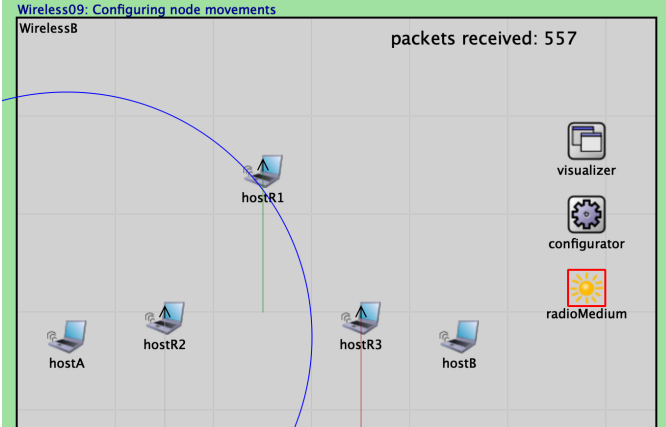 Wireless09: Configuring node movements
WirelessB
packets received: 557
visualizer
hostR1
configurator
radioMedium
hostA
hostR2
hostR3
hostB